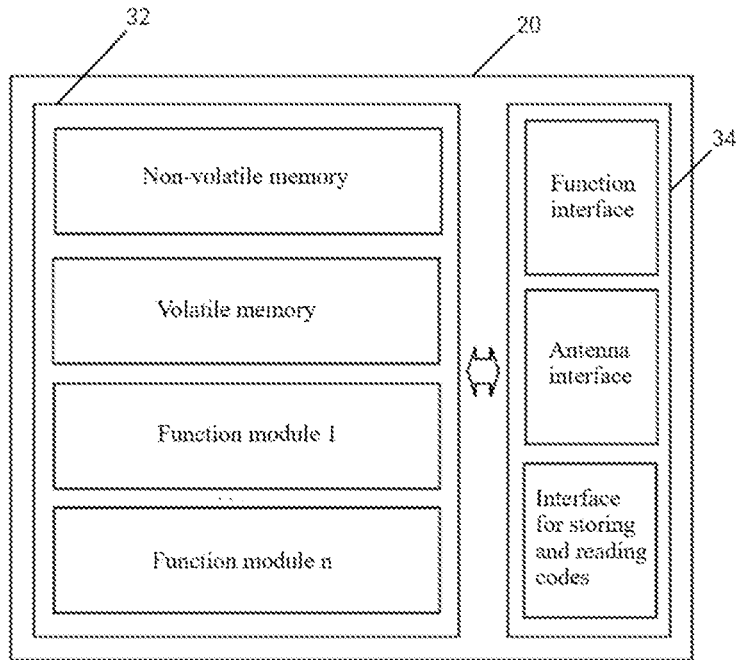 32
20
34
Non-volatile memory
Volatile memory
Function module 1
Function module n
Function
interface
Antenna
interface
Interface
for storing
and reading
codes